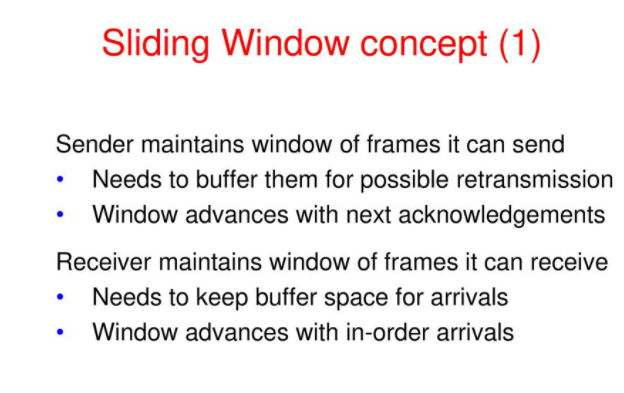 Sliding Window concept (1)
Sender maintains window of frames it can send
• Needs to buffer them for possible retransmission
• Window advances with next acknowledgements
Receiver maintains window of frames it can receive
• Needs to keep buffer space for arrivals
• Window advances with in-order arrivals